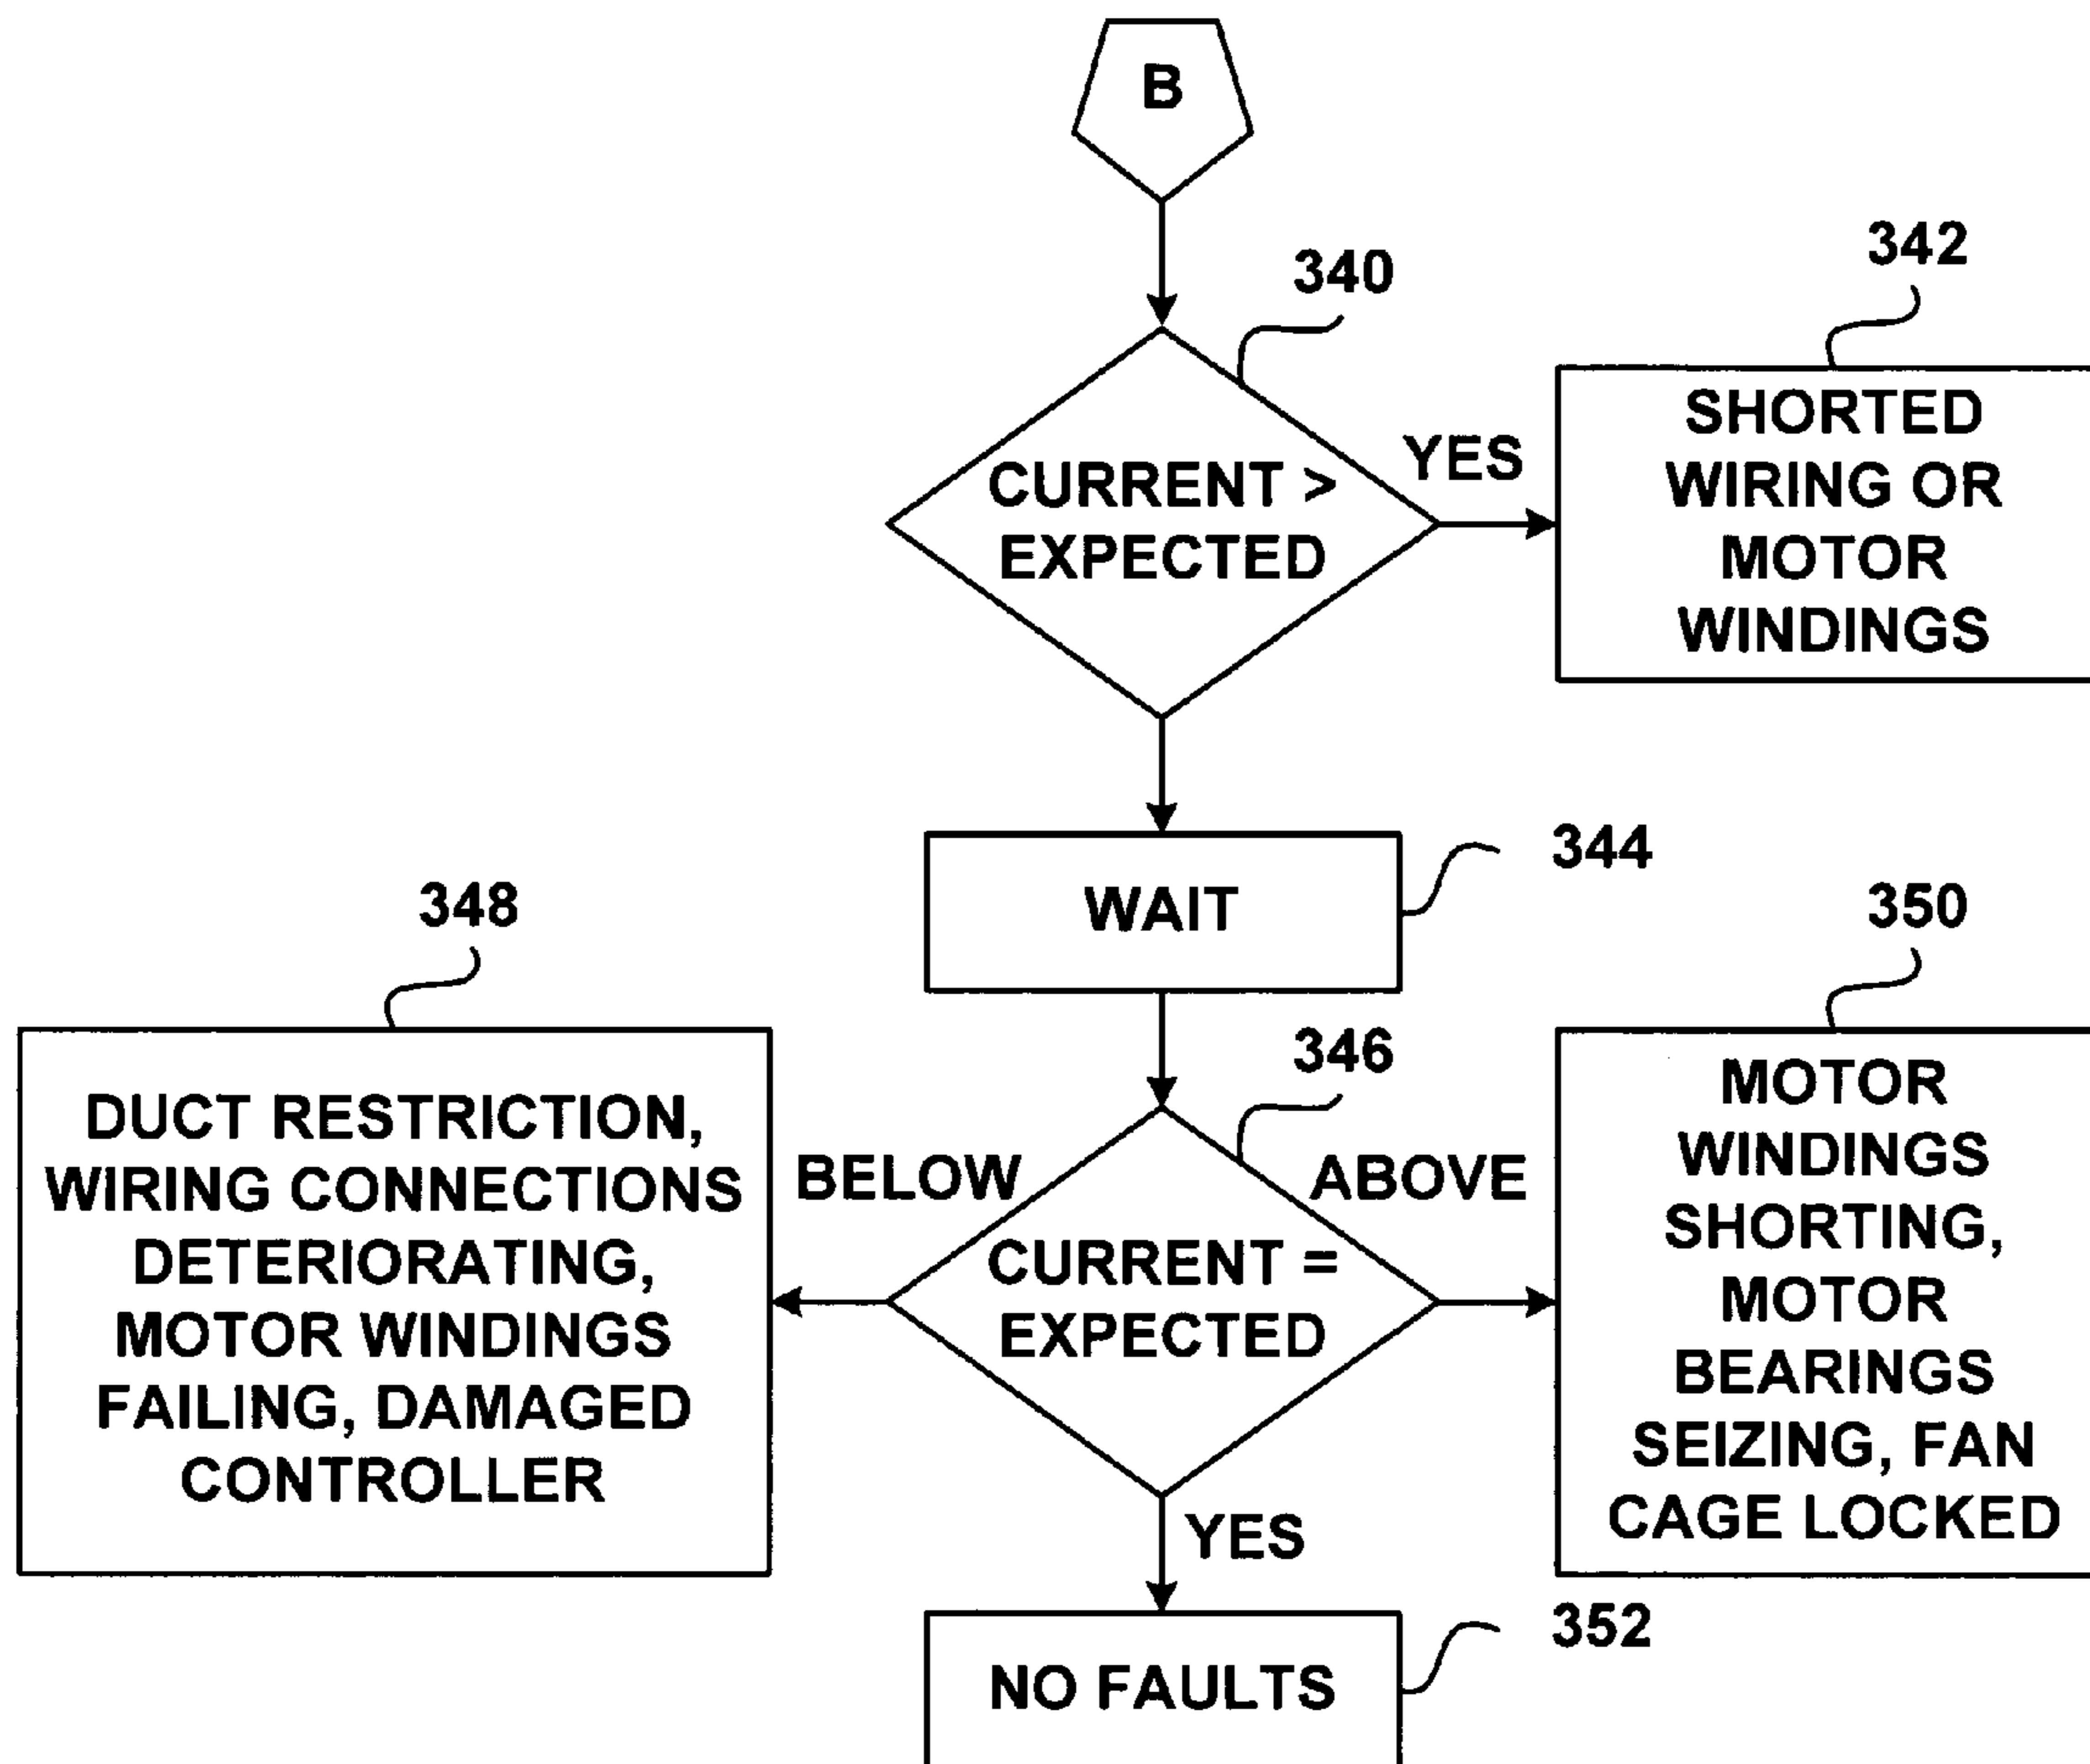 B
340
342
CURRENT >
EXPECTED
YES
SHORTED
WIRING OR
MOTOR
WINDINGS
WAIT
344
348
350
346
DUCT RESTRICTION,
WIRING CONNECTIONS
DETERIORATING,
MOTOR WINDINGS
FAILING, DAMAGED
CONTROLLER
BELOW
ABOVE
CURRENT =
EXPECTED
MOTOR
WINDINGS
SHORTING,
MOTOR
BEARINGS
SEIZING, FAN
CAGE LOCKED
YES
352
NO FAULTS